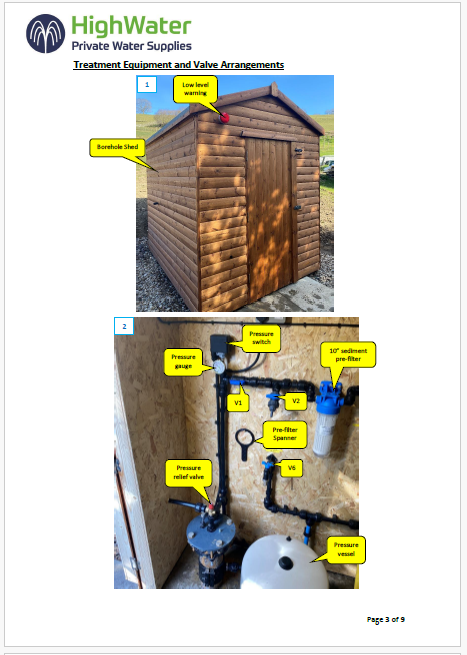 HighWater
Private Water Supplies
Treatment Equipment and Valve Arrangements
1
Low level
warning
Borehole Shed
2
Pressure
switch
Pressure
gauge
10" sediment
pre-filter
V1
V2
Pre-filter
Spanner
V6
Pressure
relief valve
Pressure
vessel
Page 3 of 9